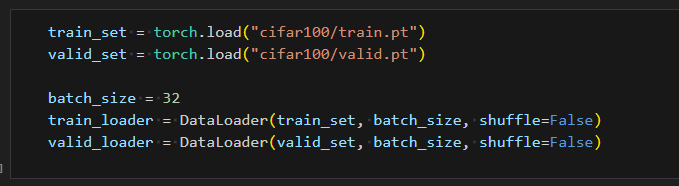 train_set = torch.load("cifar100/train.pt")
valid_set = torch.load("cifar100/valid.pt")
batch_size = 32
train_loader = DataLoader(train_set, batch_size, shuffle=False)
valid_loader = DataLoader(valid_set, batch_size, shuffle=False)
]